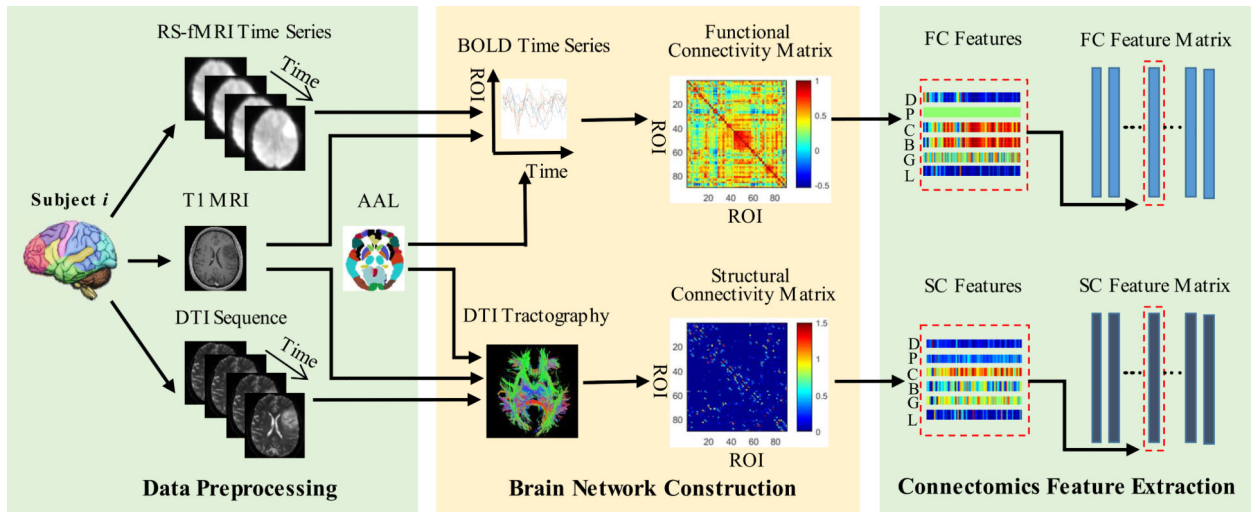 RS-fMRI Time Series
Time
Subject i
T1 MRI
AAL
DTI Sequence
Time
Data Preprocessing
BOLD Time Series
ROI
Time
Functional
Connectivity Matrix
ROI
20
40
60
80
20 40 60 80
ROI
1
0.5
0
-0.5
DTI Tractography
Structural
Connectivity Matrix
ROI
20
40
60
80
20 40 60 80
ROI
1.5
1
0.5
0
Brain Network Construction
FC Features
D
P
C
B
G
L
FC Feature Matrix
SC Features
D
P
C
B
G
L
SC Feature Matrix
Connectomics Feature Extraction